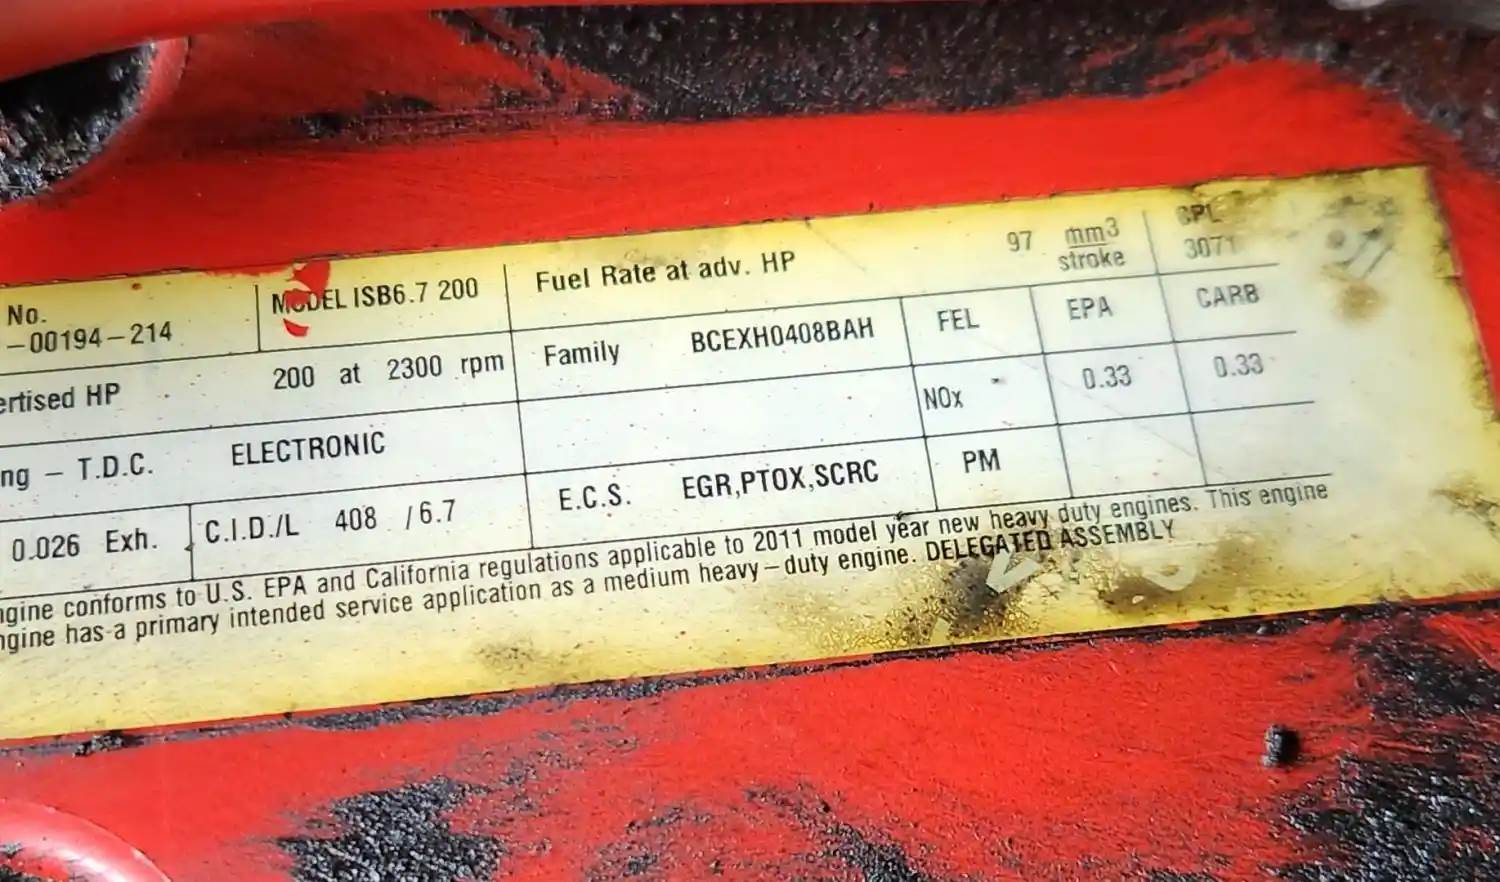 No.
-00194-214
MODEL ISB6.7 200
Fuel Rate at adv. HP 97 mm3
stroke
CPL
3071
ertised HP 200 at 2300 rpm
Family BCEXH0408BAH
FEL EPA CARB
NOx 0.33 0.33
PM
ng - T.D.C. ELECTRONIC
0.026 Exh. C.I.D./L 408 /6.7
E.C.S. EGR,PTOX,SCRC
ngine conforms to U.S. EPA and California regulations applicable to 2011 model year new heavy duty engines. This engine
ngine has a primary intended service application as a medium heavy-duty engine. DELEGATED ASSEMBLY